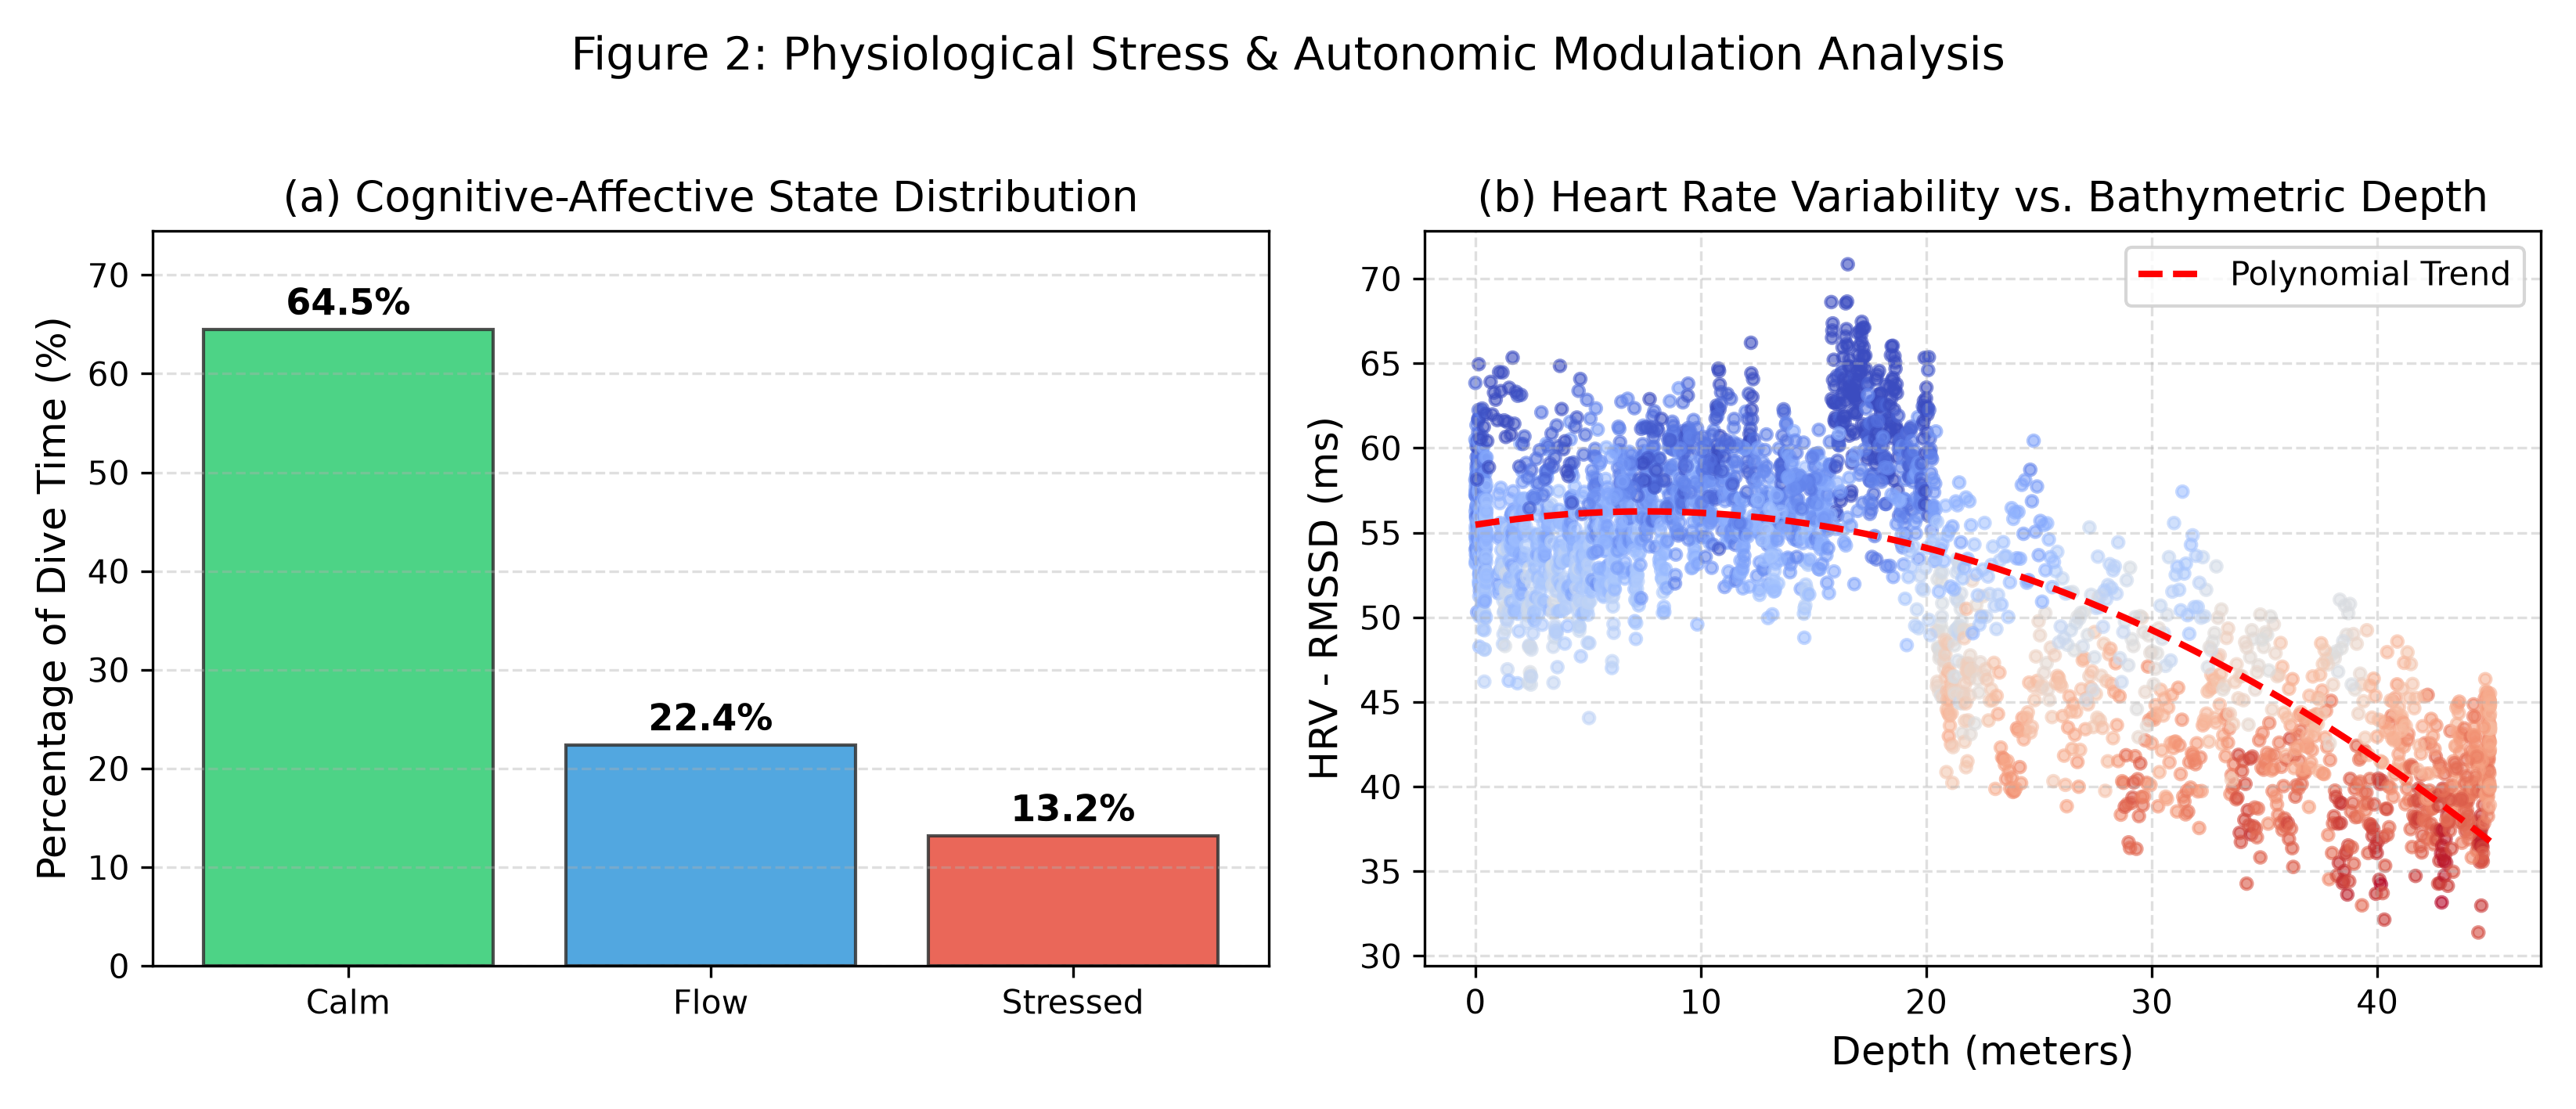 Figure 2: Physiological Stress & Autonomic Modulation Analysis
(a) Cognitive-Affective State Distribution
Percentage of Dive Time (%)
70
60
50
40
30
20
10
0
64.5%
22.4%
13.2%
Calm
Flow
Stressed
(b) Heart Rate Variability vs. Bathymetric Depth
HRV - RMSSD (ms)
70
65
60
55
50
45
40
35
30
Polynomial Trend
0
10
20
30
40
Depth (meters)